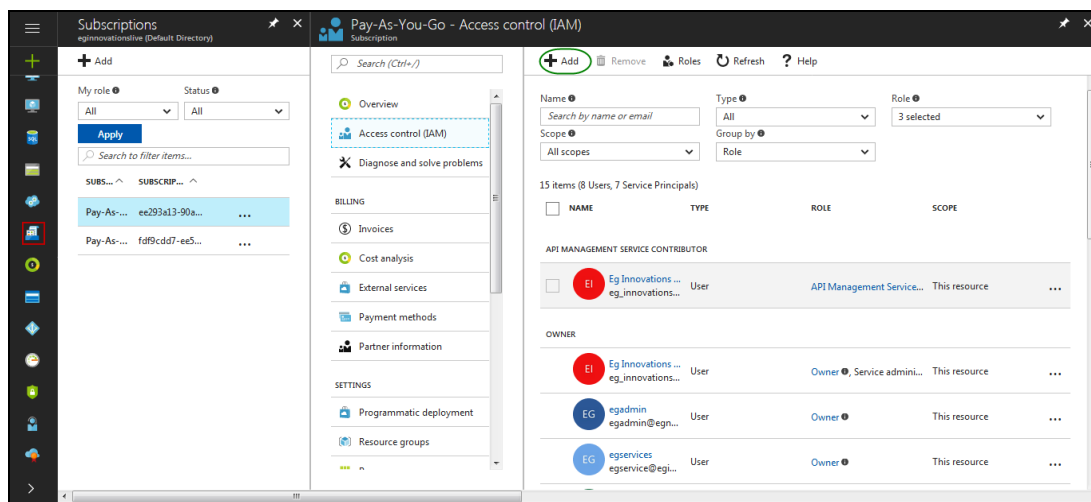 Subscriptions
eginnovationslive (Default Directory)
Add
My role
Status
All
All
Apply
Search to filter items...
SUBS...
SUBSCRIP...
Pay-As-...
ee293a13-90a...
...
Pay-As-...
fdf9cdd7-ee5...
...
Pay-As-You-Go - Access control (IAM)
Subscription
Search (Ctrl+/)
Overview
Access control (IAM)
Diagnose and solve problems
BILLING
Invoices
Cost analysis
External services
Payment methods
Partner information
SETTINGS
Programmatic deployment
Resource groups
Add
Remove
Roles
Refresh
? Help
Name
Type
Role
Search by name or email
All
3 selected
Scope
Group by
All scopes
Role
15 items (8 Users, 7 Service Principals)
NAME
TYPE
ROLE
SCOPE
API MANAGEMENT SERVICE CONTRIBUTOR
EI
Eg Innovations ...
eg_innovations...
User
API Management Service...
This resource
...
OWNER
EI
Eg Innovations ...
eg_innovations...
User
Owner , Service admini...
This resource
...
EG
egadmin
egadmin@egn...
User
Owner
This resource
...
EG
egservices
egservice@egi...
User
Owner
This resource
...
SQL